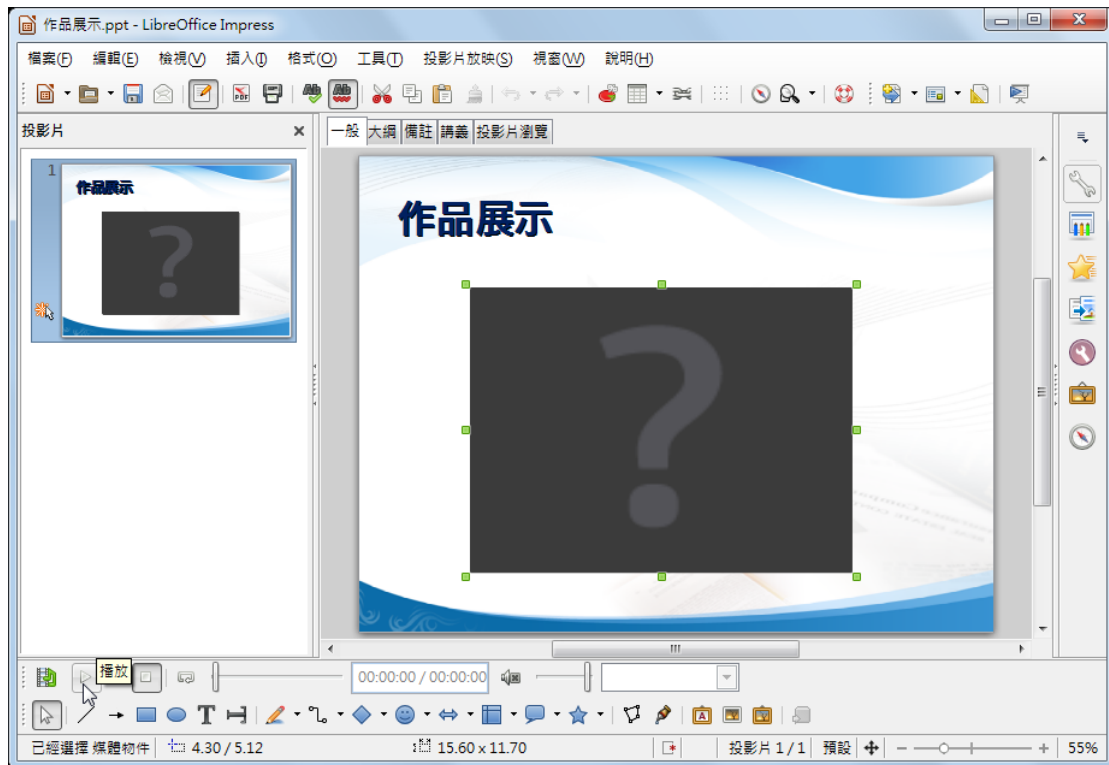 作品展示.ppt - LibreOffice Impress
檔案(F) 編輯(E) 檢視(V) 插入(I) 格式(O) 工具(T) 投影片放映(S) 視窗(W) 說明(H)
投影片
一般 大綱 備註 講義 投影片瀏覽
1
作品展示
?
作品展示
?
播放
00:00:00 / 00:00:00
已經選擇 媒體物件 4.30 / 5.12 15.60 x 11.70 投影片 1 / 1 預設 55%